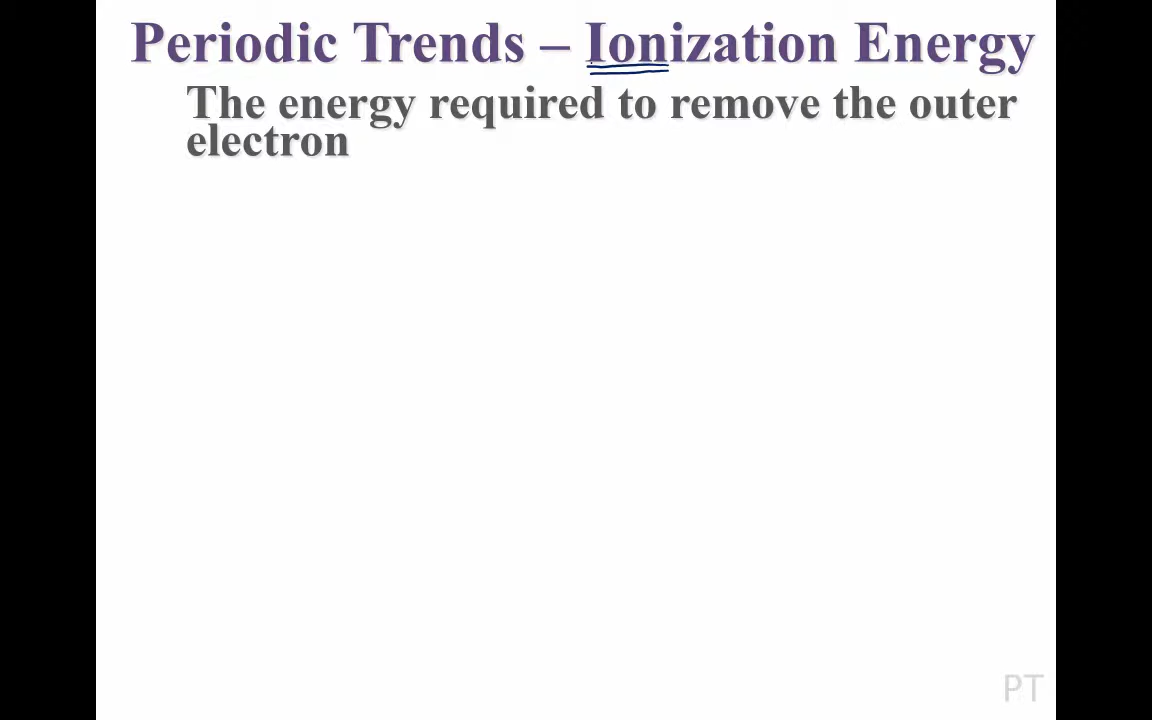 Periodic Trends – Ionization Energy
The energy required to remove the outer
electron
PT